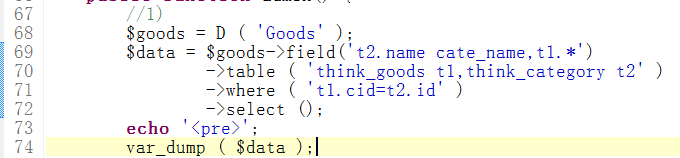 67 //1)
68 $goods = D ( 'Goods' );
69 $data = $goods->field('t2.name cate_name,t1.*')
70 ->table ( 'think_goods t1,think_category t2' )
71 ->where ( 't1.cid=t2.id' )
72 ->select ();
73 echo '<pre>';
74 var_dump ( $data );